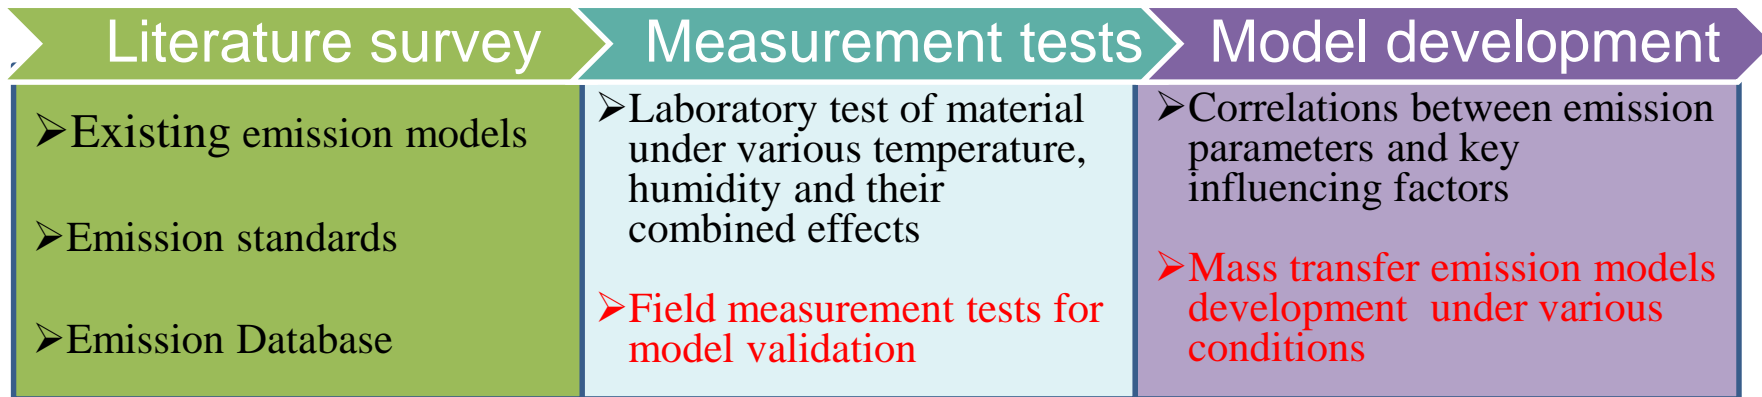 Literature survey
Measurement tests
Model development
➢Existing emission models
➢Emission standards
➢Emission Database
➢Laboratory test of material
under various temperature,
humidity and their
combined effects
➢Field measurement tests for
model validation
➢Correlations between emission
parameters and key
influencing factors
➢Mass transfer emission models
development under various
conditions